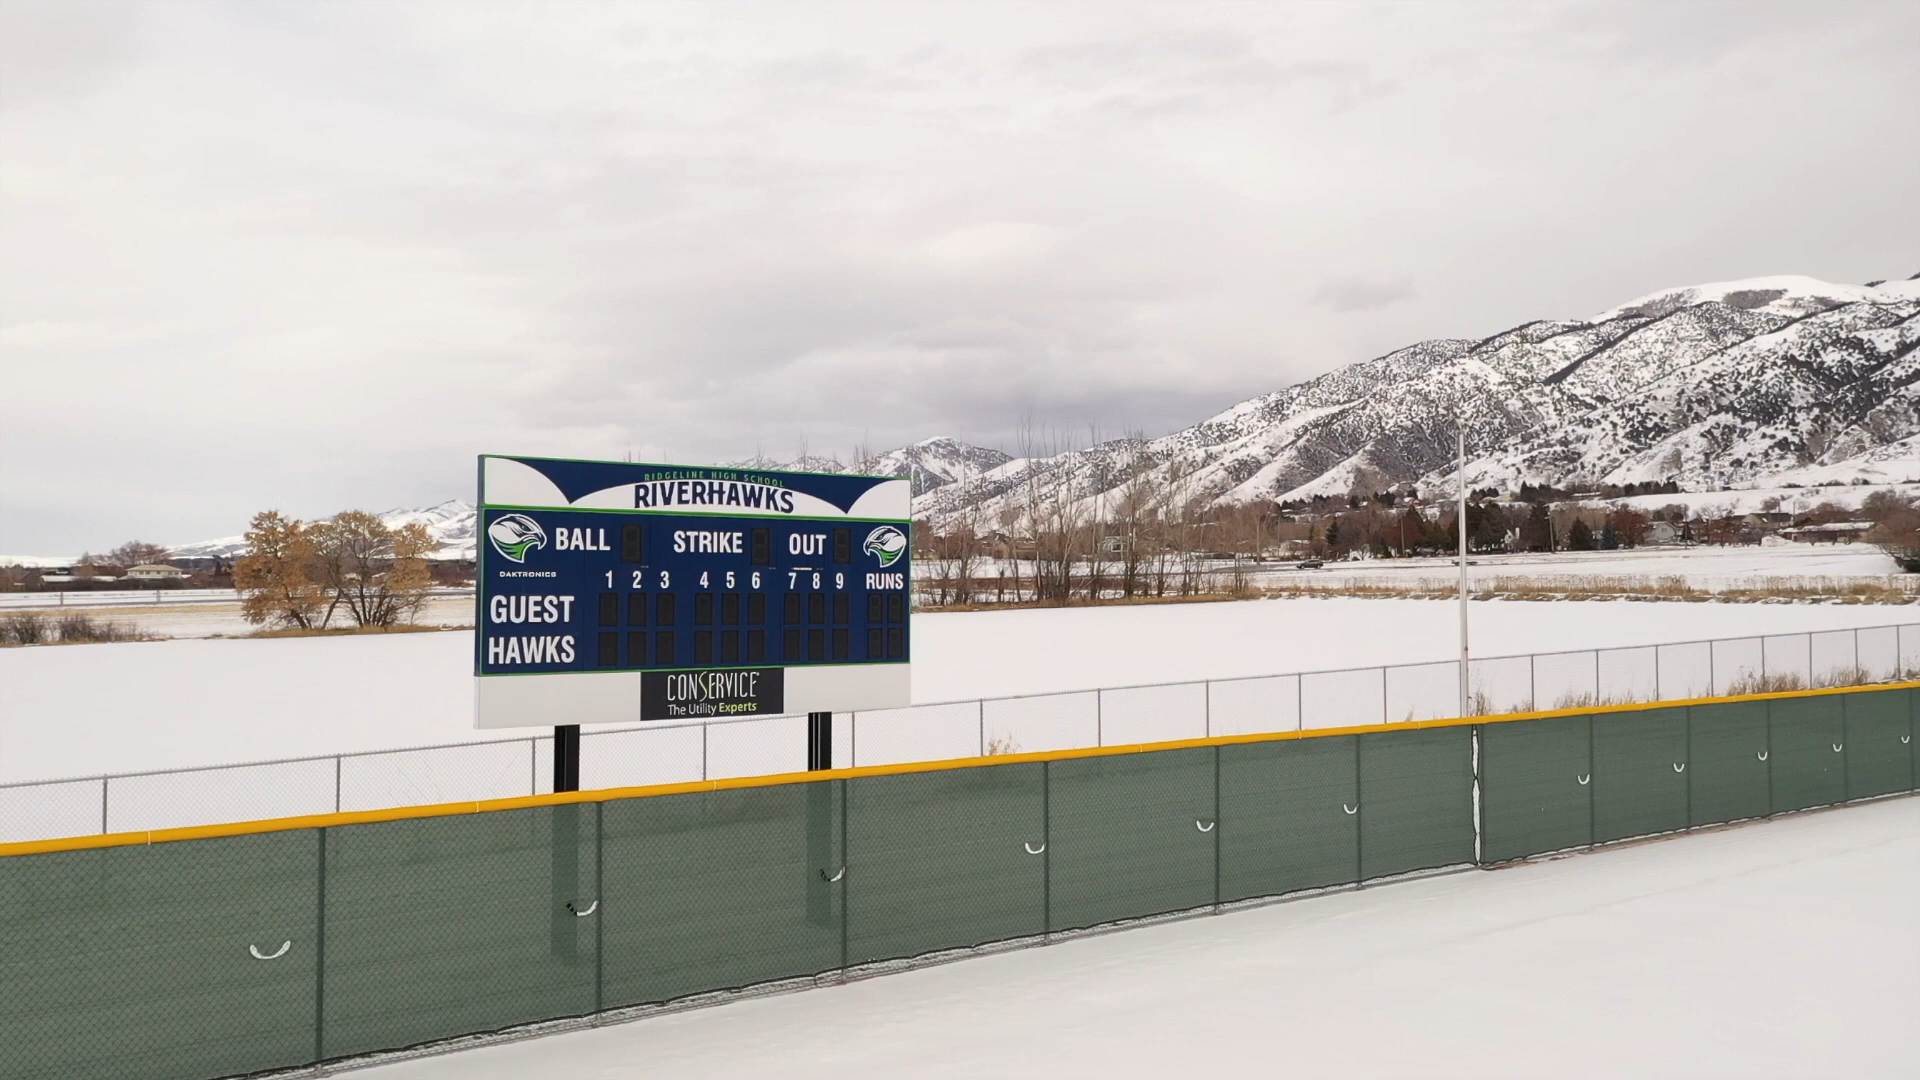 RIDGELINE HIGH SCHOOL
RIVERHAWKS
BALL STRIKE OUT
DAKTRONICS
1 2 3 4 5 6 7 8 9 RUNS
GUEST
HAWKS
CONSERVICE
The Utility Experts